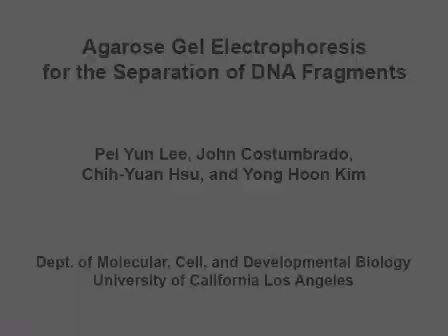 Agarose Gel Electrophoresis
for the Separation of DNA Fragments
Pei Yun Lee, John Costumbrado,
Chih-Yuan Hsu, and Yong Hoon Kim
Dept. of Molecular, Cell, and Developmental Biology
University of California Los Angeles